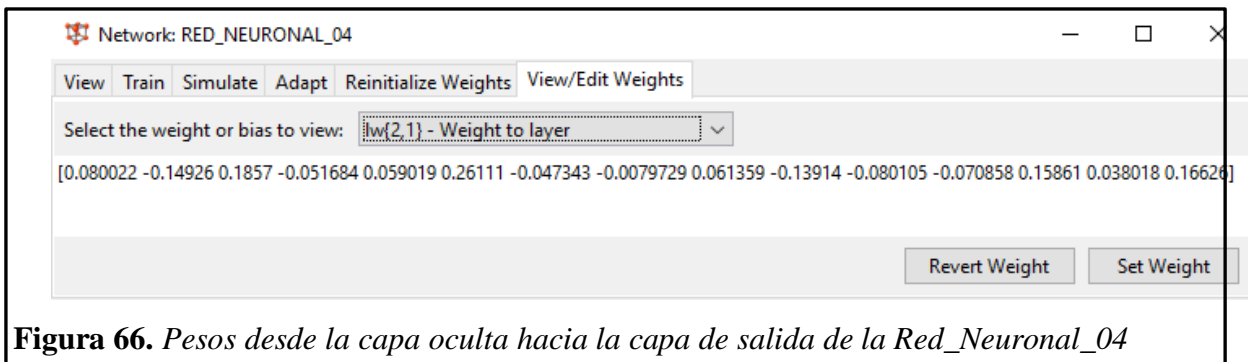 Network: RED_NEURONAL_04
View Train Simulate Adapt Reinitialize Weights View/Edit Weights
Select the weight or bias to view: lw{2,1} - Weight to layer
[0.080022 -0.14926 0.1857 -0.051684 0.059019 0.26111 -0.047343 -0.0079729 0.061359 -0.13914 -0.080105 -0.070858 0.15861 0.038018 0.16626]
Revert Weight Set Weight
Figura 66. Pesos desde la capa oculta hacia la capa de salida de la Red_Neuronal_04